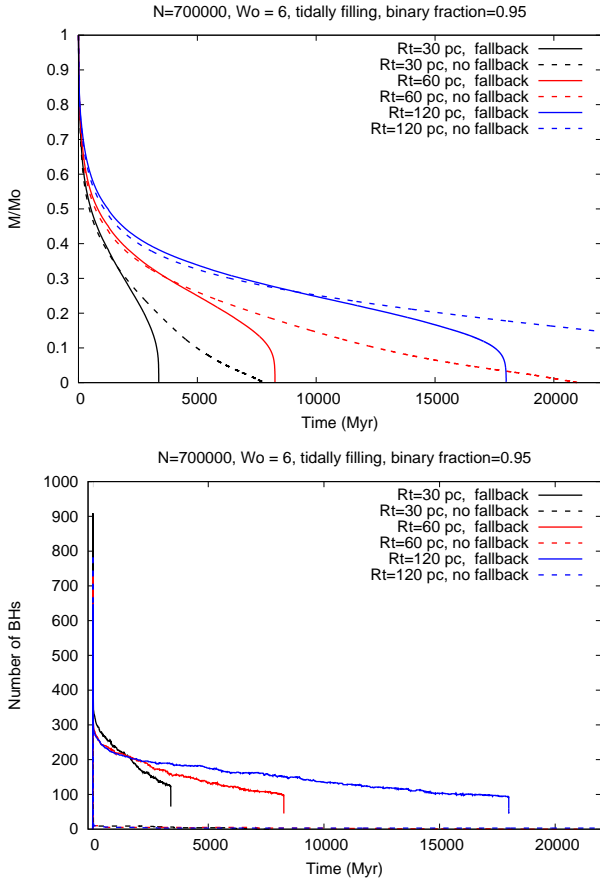 N=700000, Wo = 6, tidally filling, binary fraction=0.95
Rt=30 pc,  fallback
Rt=30 pc, no fallback
Rt=60 pc,  fallback
Rt=60 pc, no fallback
Rt=120 pc,  fallback
Rt=120 pc, no fallback
M/Mo
1
0.9
0.8
0.7
0.6
0.5
0.4
0.3
0.2
0.1
0
0 5000 10000 15000 20000
Time (Myr)
N=700000, Wo = 6, tidally filling, binary fraction=0.95
Rt=30 pc,  fallback
Rt=30 pc, no fallback
Rt=60 pc,  fallback
Rt=60 pc, no fallback
Rt=120 pc,  fallback
Rt=120 pc, no fallback
Number of BHs
1000
900
800
700
600
500
400
300
200
100
0
0 5000 10000 15000 20000
Time (Myr)